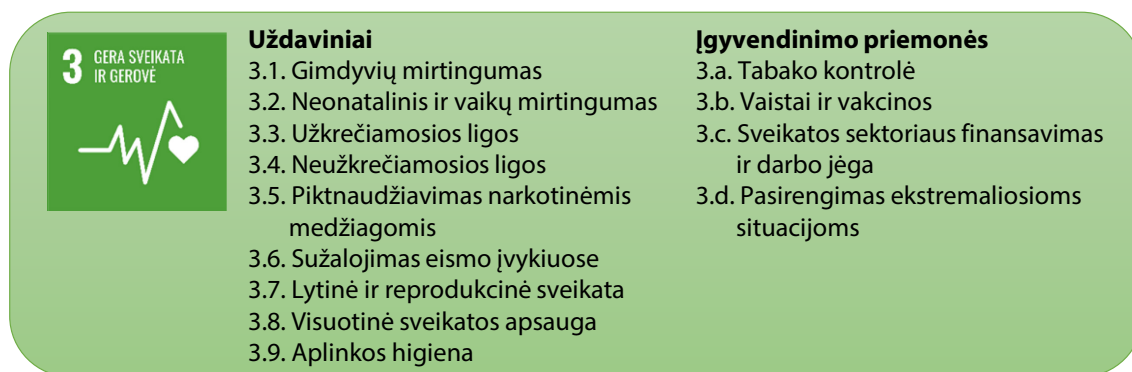 3 GERA SVEIKATA
IR GEROVĖ
Uždaviniai
3.1. Gimdyvių mirtingumas
3.2. Neonatalinis ir vaikų mirtingumas
3.3. Užkrečiamosios ligos
3.4. Neužkrečiamosios ligos
3.5. Piktnaudžiavimas narkotinėmis
medžiagomis
3.6. Sužalojimas eismo įvykiuose
3.7. Lytinė ir reprodukcinė sveikata
3.8. Visuotinė sveikatos apsauga
3.9. Aplinkos higiena
Įgyvendinimo priemonės
3.a. Tabako kontrolė
3.b. Vaistai ir vakcinos
3.c. Sveikatos sektoriaus finansavimas
ir darbo jėga
3.d. Pasirengimas ekstremaliosioms
situacijoms